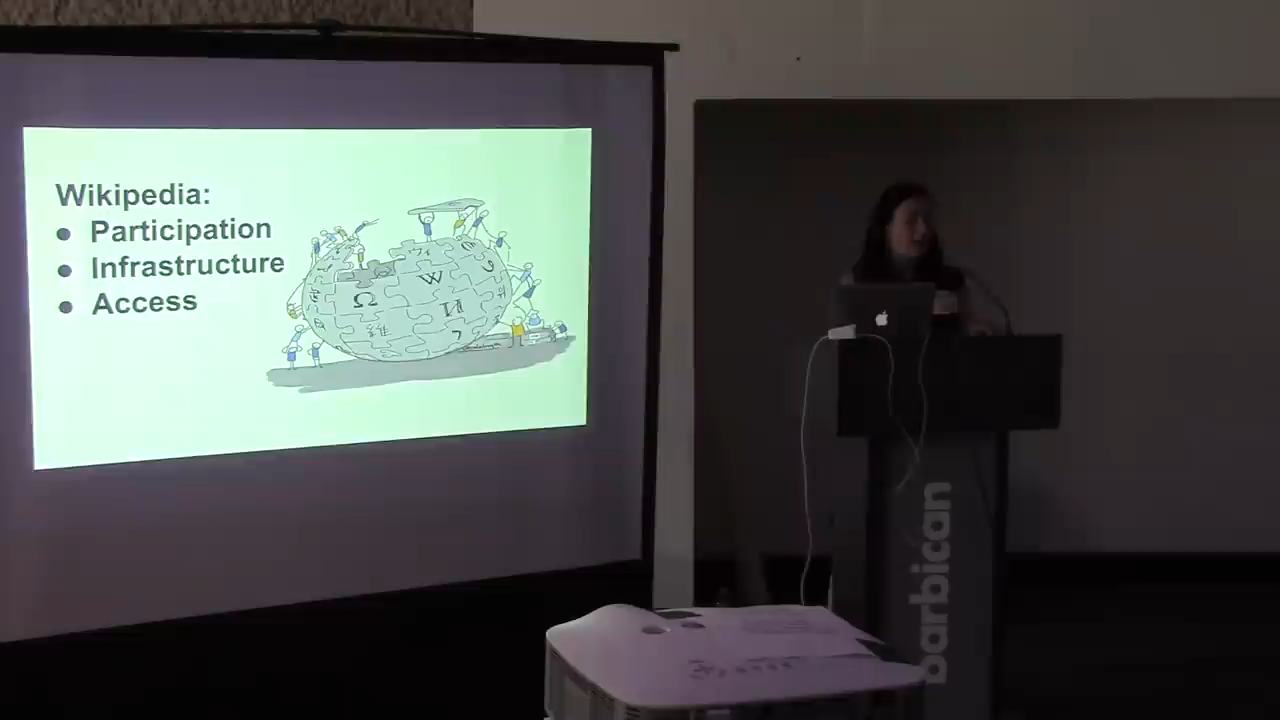 Wikipedia:
● Participation
● Infrastructure
● Access
Ω
W
И
barbican